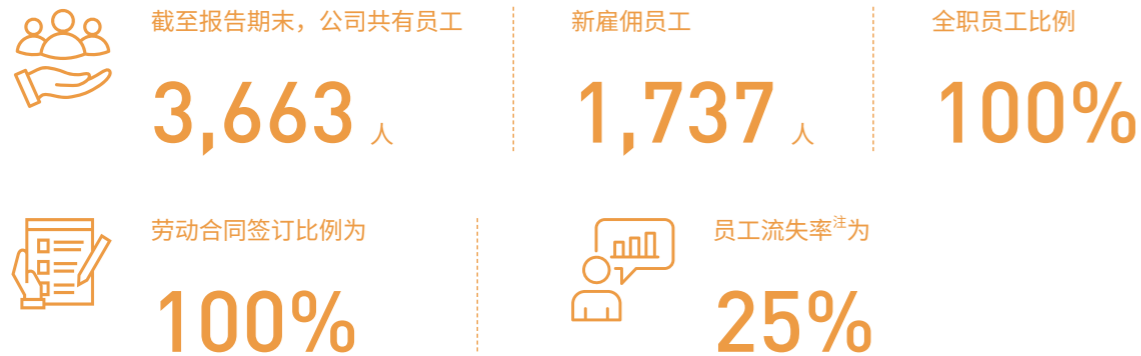 截至报告期末，公司共有员工
3,663 人
新雇佣员工
1,737 人
全职员工比例
100%
劳动合同签订比例为
100%
员工流失率注为
25%